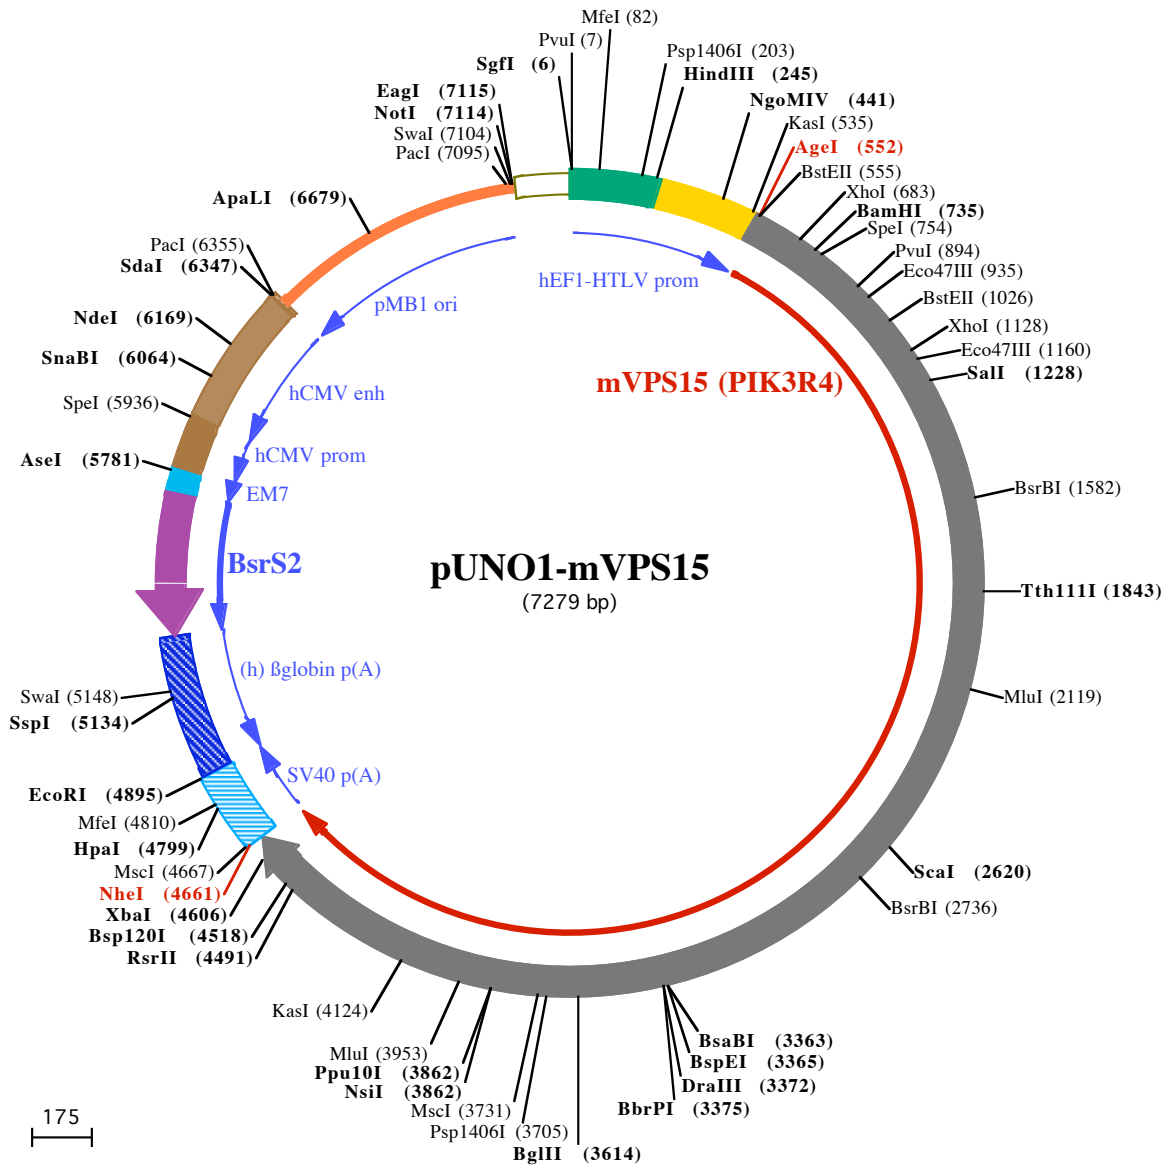 MfeI (82)
PvuI (7)
Psp1406I (203)
SgfI (6)
HindIII (245)
EagI (7115)
NgoMIV (441)
NotI (7114)
KasI (535)
SwaI (7104)
AgeI (552)
PacI (7095)
BstEII (555)
XhoI (683)
ApaLI (6679)
BamHI (735)
SpeI (754)
PacI (6355)
PvuI (894)
SdaI (6347)
Eco47III (935)
hEF1-HTLV prom
BstEII (1026)
pMB1 ori
NdeI (6169)
XhoI (1128)
SnaBI (6064)
Eco47III (1160)
SalI (1228)
mVPS15 (PIK3R4)
hCMV enh
SpeI (5936)
hCMV prom
AseI (5781)
EM7
BsrBI (1582)
BsrS2
pUNO1-mVPS15
(7279 bp)
Tth111I (1843)
(h) ßglobin p(A)
SwaI (5148)
MluI (2119)
SspI (5134)
SV40 p(A)
EcoRI (4895)
MfeI (4810)
HpaI (4799)
MscI (4667)
ScaI (2620)
NheI (4661)
BsrBI (2736)
XbaI (4606)
Bsp120I (4518)
RsrII (4491)
KasI (4124)
BsaBI (3363)
MluI (3953)
BspEI (3365)
Ppu10I (3862)
DraIII (3372)
NsiI (3862)
BbrPI (3375)
MscI (3731)
Psp1406I (3705)
BglII (3614)
175